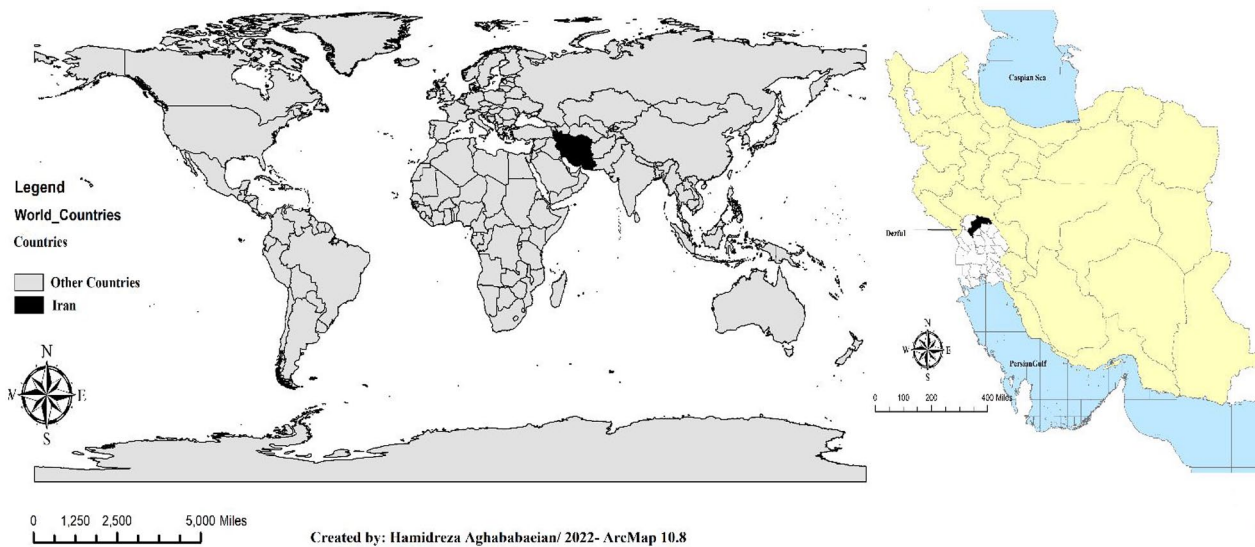 Legend
World_Countries
Countries
Other Countries
Iran
N
W E
S
0 1,250 2,500 5,000 Miles
Created by: Hamidreza Aghababaeian/ 2022- ArcMap 10.8
Caspian Sea
Dezful
N
W E
S
PersianGulf
0 100 200 400 Miles